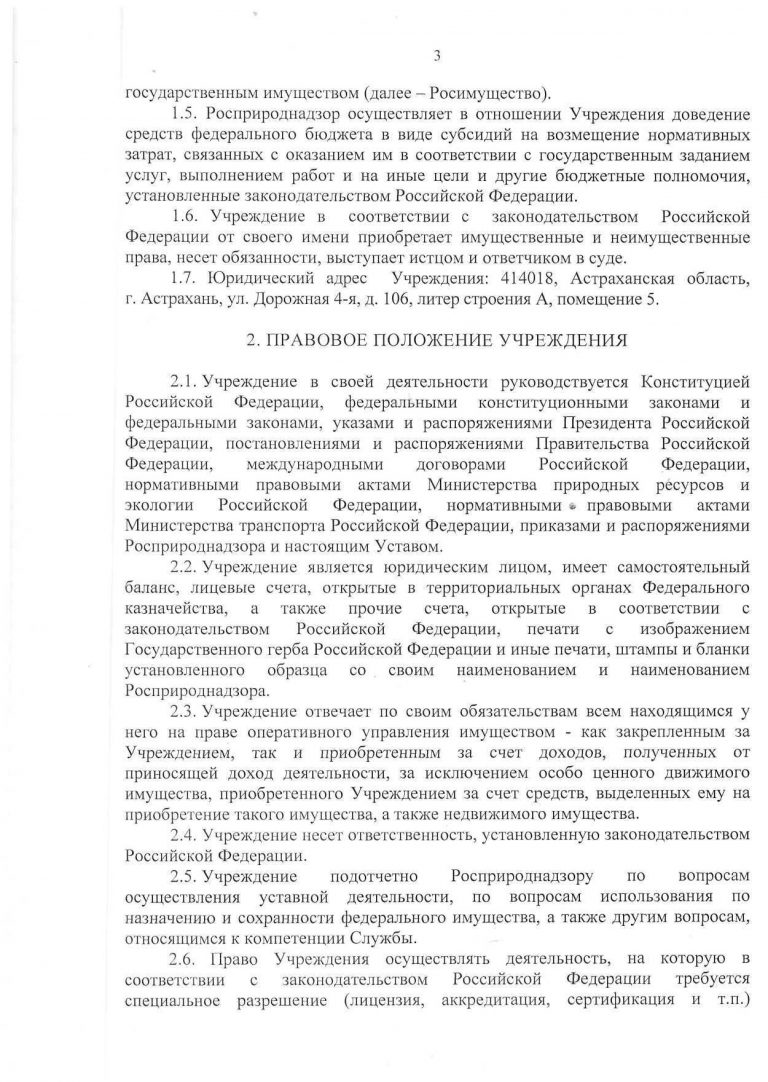 3
государственным имуществом (далее – Росимущество).
1.5. Росприроднадзор осуществляет в отношении Учреждения доведение
средств федерального бюджета в виде субсидий на возмещение нормативных
затрат, связанных с оказанием им в соответствии с государственным заданием
услуг, выполнением работ и на иные цели и другие бюджетные полномочия,
установленные законодательством Российской Федерации.
1.6. Учреждение в соответствии с законодательством Российской
Федерации от своего имени приобретает имущественные и неимущественные
права, несет обязанности, выступает истцом и ответчиком в суде.
1.7. Юридический адрес Учреждения: 414018, Астраханская область,
г. Астрахань, ул. Дорожная 4-я, д. 106, литер строения А, помещение 5.
2. ПРАВОВОЕ ПОЛОЖЕНИЕ УЧРЕЖДЕНИЯ
2.1. Учреждение в своей деятельности руководствуется Конституцией
Российской Федерации, федеральными конституционными законами и
федеральными законами, указами и распоряжениями Президента Российской
Федерации, постановлениями и распоряжениями Правительства Российской
Федерации, международными договорами Российской Федерации,
нормативными правовыми актами Министерства природных ресурсов и
экологии Российской Федерации, нормативными правовыми актами
Министерства транспорта Российской Федерации, приказами и распоряжениями
Росприроднадзора и настоящим Уставом.
2.2. Учреждение является юридическим лицом, имеет самостоятельный
баланс, лицевые счета, открытые в территориальных органах Федерального
казначейства, а также прочие счета, открытые в соответствии с
законодательством Российской Федерации, печати с изображением
Государственного герба Российской Федерации и иные печати, штампы и бланки
установленного образца со своим наименованием и наименованием
Росприроднадзора.
2.3. Учреждение отвечает по своим обязательствам всем находящимся у
него на праве оперативного управления имуществом - как закрепленным за
Учреждением, так и приобретенным за счет доходов, полученных от
приносящей доход деятельности, за исключением особо ценного движимого
имущества, приобретенного Учреждением за счет средств, выделенных ему на
приобретение такого имущества, а также недвижимого имущества.
2.4. Учреждение несет ответственность, установленную законодательством
Российской Федерации.
2.5. Учреждение подотчетно Росприроднадзору по вопросам
осуществления уставной деятельности, по вопросам использования по
назначению и сохранности федерального имущества, а также другим вопросам,
относящимся к компетенции Службы.
2.6. Право Учреждения осуществлять деятельность, на которую в
соответствии с законодательством Российской Федерации требуется
специальное разрешение (лицензия, аккредитация, сертификация и т.п.)